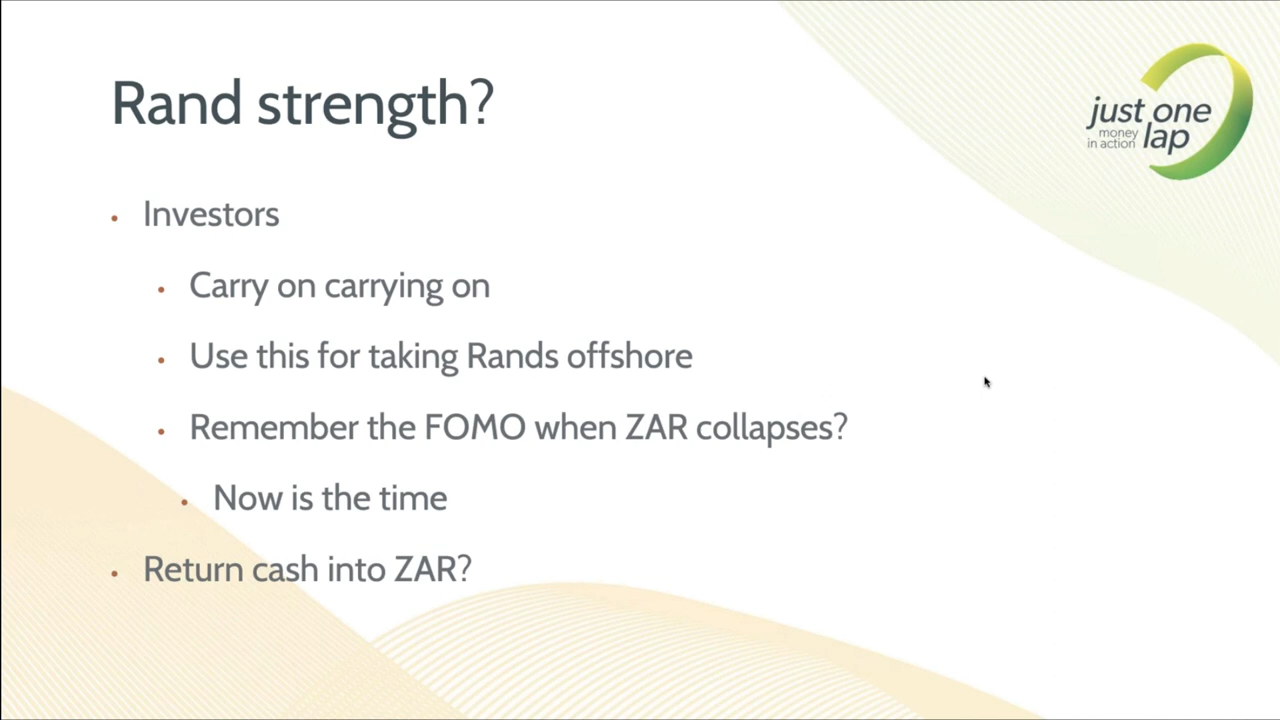 Rand strength?
just one
money
in action lap
• Investors
• Carry on carrying on
• Use this for taking Rands offshore
• Remember the FOMO when ZAR collapses?
• Now is the time
• Return cash into ZAR?